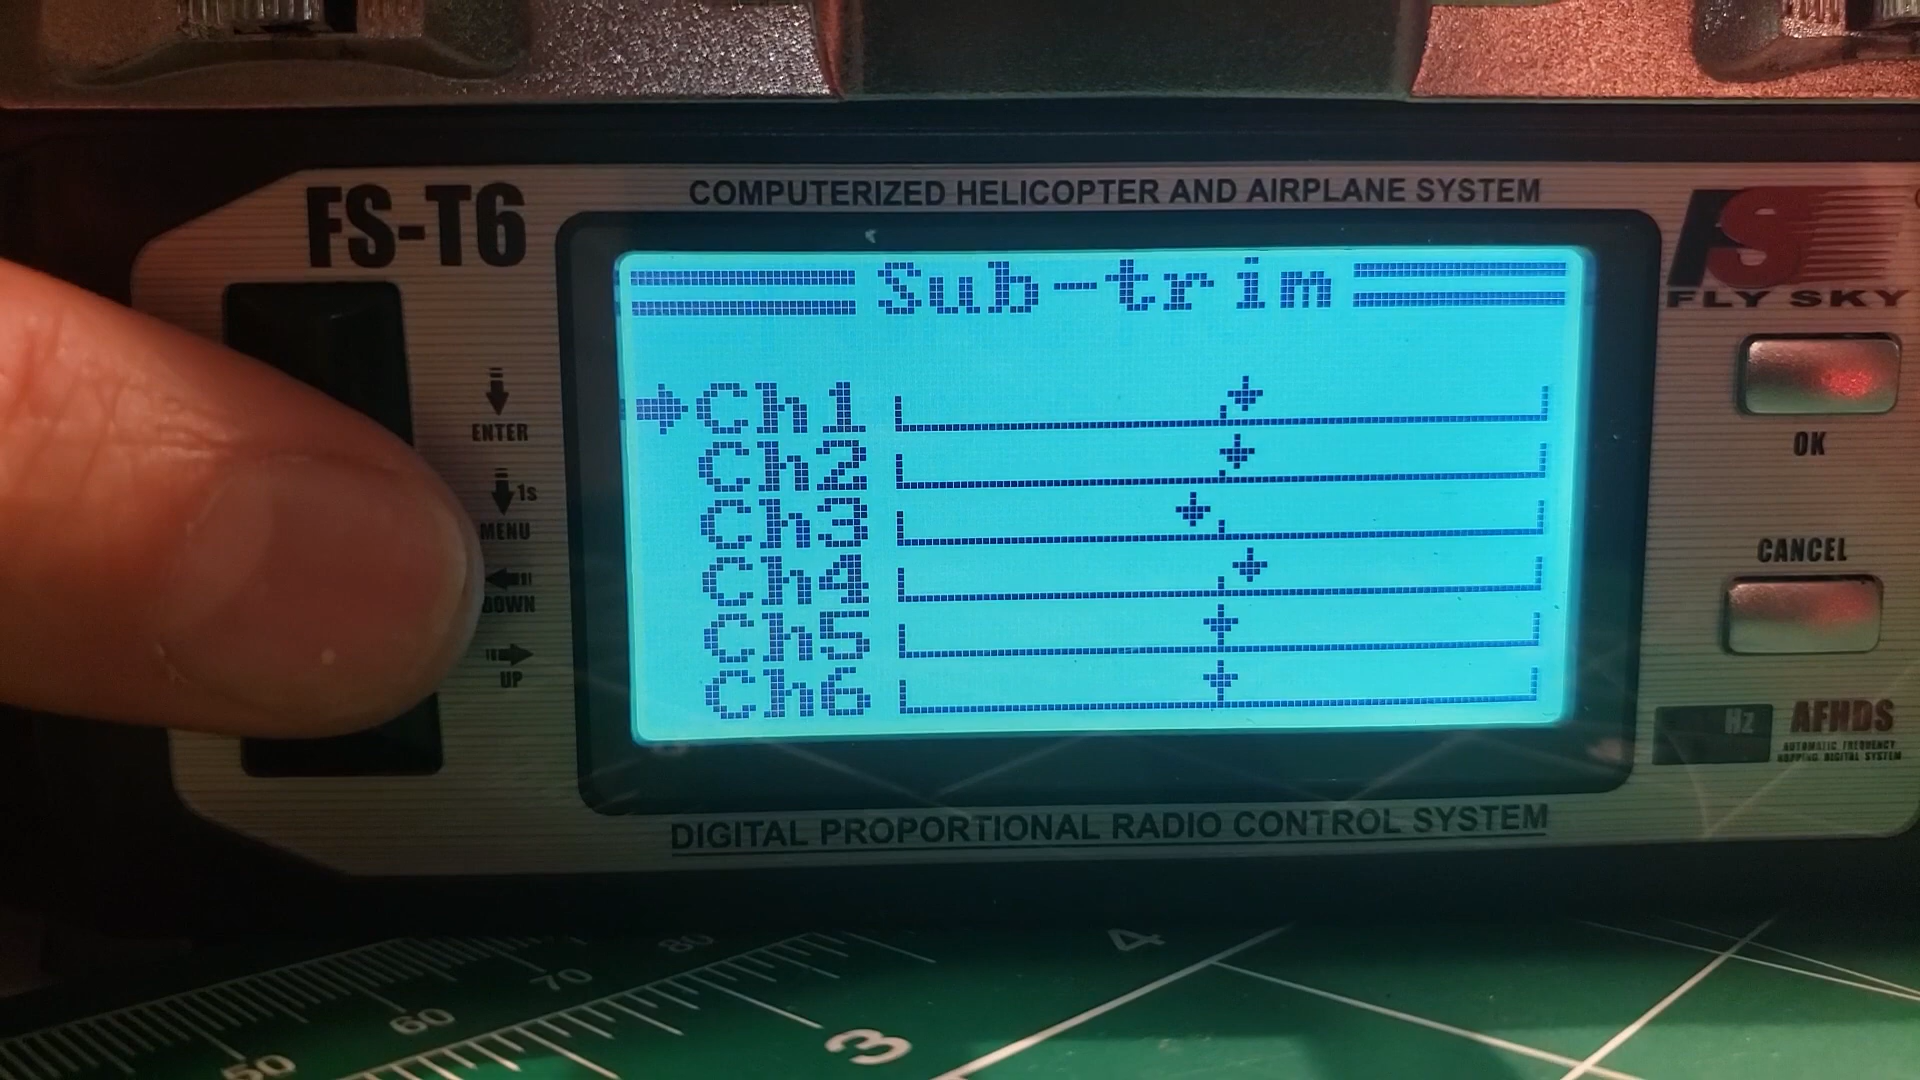 COMPUTERIZED HELICOPTER AND AIRPLANE SYSTEM
FS-T6
FS
FLY SKY
Sub-trim
Ch1
Ch2
Ch3
Ch4
Ch5
Ch6
ENTER
1s
MENU
DOWN
UP
OK
CANCEL
Hz
AFHDS
AUTOMATIC FREQUENCY
HOPPING DIGITAL SYSTEM
DIGITAL PROPORTIONAL RADIO CONTROL SYSTEM
50 60 70 80
3 4